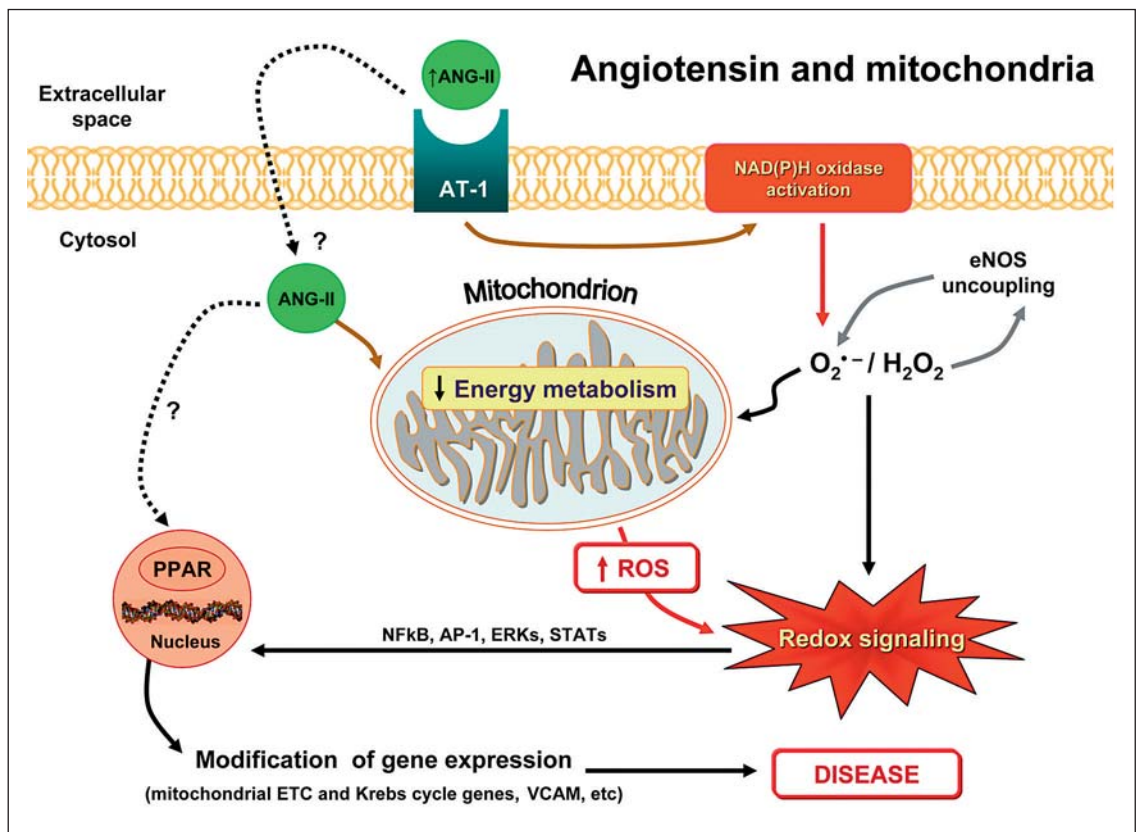 Angiotensin and mitochondria
↑ANG-II
Extracellular
space
AT-1
NAD(P)H oxidase
activation
Cytosol
?
ANG-II
Mitochondrion
eNOS
uncoupling
O₂•⁻ / H₂O₂
↓ Energy metabolism
?
PPAR
Nucleus
↑ ROS
NFkB, AP-1, ERKs, STATs
Redox signaling
Modification of gene expression
(mitochondrial ETC and Krebs cycle genes, VCAM, etc)
DISEASE